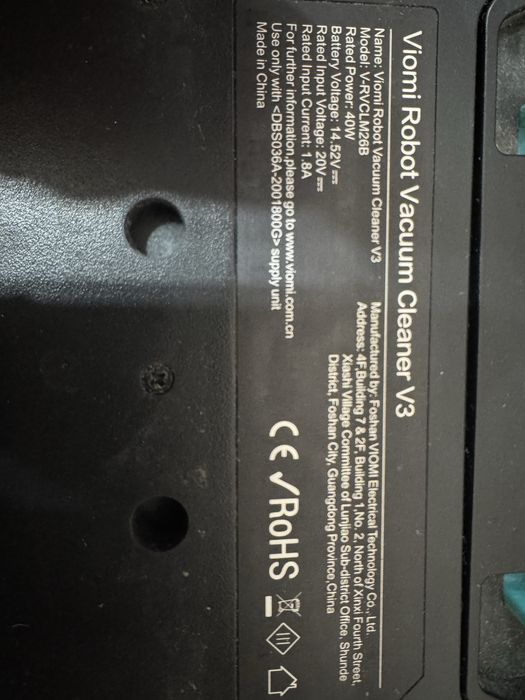 Viomi Robot Vacuum Cleaner V3
Name: Viomi Robot Vacuum Cleaner V3
Model: V-RVCLM26B
Rated Power: 40W
Battery Voltage: 14.52V⎓
Rated Input Voltage: 20V⎓
Rated Input Current: 1.8A
For further information,please go to www.viomi.com.cn
Use only with <DBS036A-2001800G> supply unit
Made in China
Manufactured by: Foshan VIOMI Electrical Technology Co., Ltd.
Address: 4F,Building 7 & 2F, Building 1,No. 2, North of Xinxi Fourth Street,
Xiashi Village Committee of Lunjiao Sub-district Office, Shunde
District, Foshan City, Guangdong Province,China
CE ✓RoHS